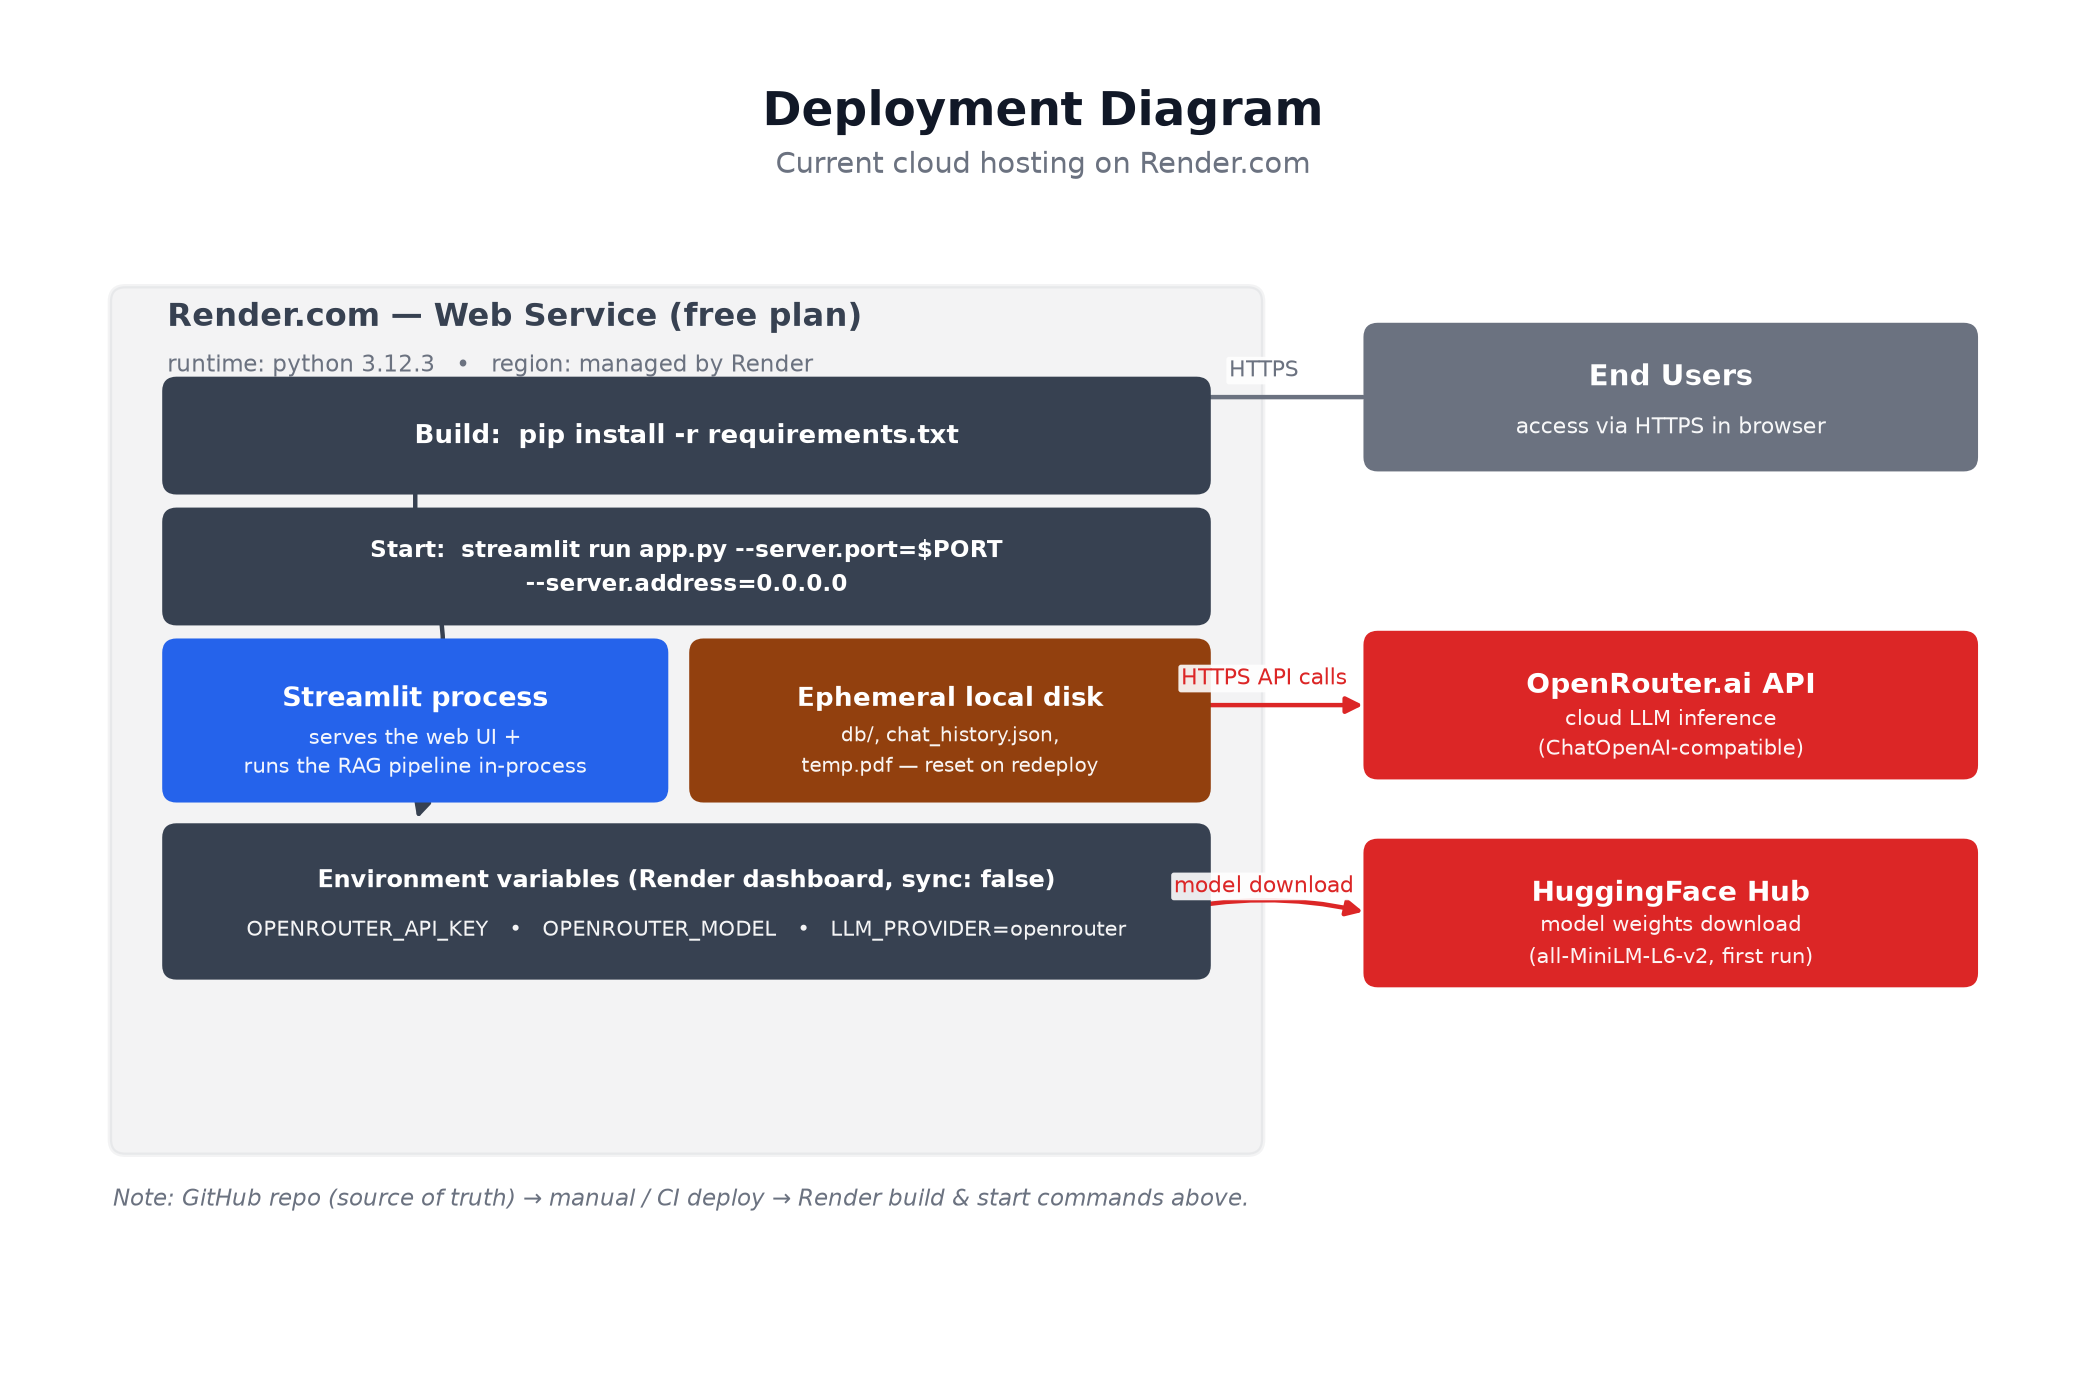 Deployment Diagram
Current cloud hosting on Render.com
Render.com — Web Service (free plan)
runtime: python 3.12.3   •   region: managed by Render
Build:  pip install -r requirements.txt
Start:  streamlit run app.py --server.port=$PORT
--server.address=0.0.0.0
Streamlit process
serves the web UI +
runs the RAG pipeline in-process
Ephemeral local disk
db/, chat_history.json,
temp.pdf — reset on redeploy
Environment variables (Render dashboard, sync: false)
OPENROUTER_API_KEY   •   OPENROUTER_MODEL   •   LLM_PROVIDER=openrouter
HTTPS
End Users
access via HTTPS in browser
HTTPS API calls
OpenRouter.ai API
cloud LLM inference
(ChatOpenAI-compatible)
model download
HuggingFace Hub
model weights download
(all-MiniLM-L6-v2, first run)
Note: GitHub repo (source of truth) → manual / CI deploy → Render build & start commands above.